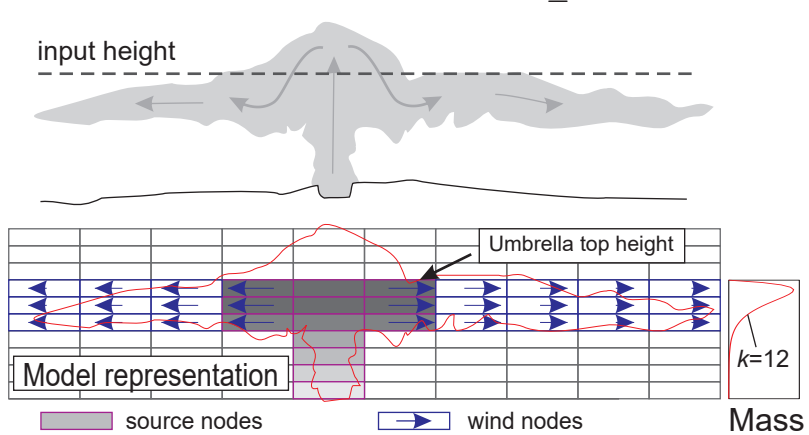 input height
Umbrella top height
k=12
Model representation
source nodes
wind nodes
Mass